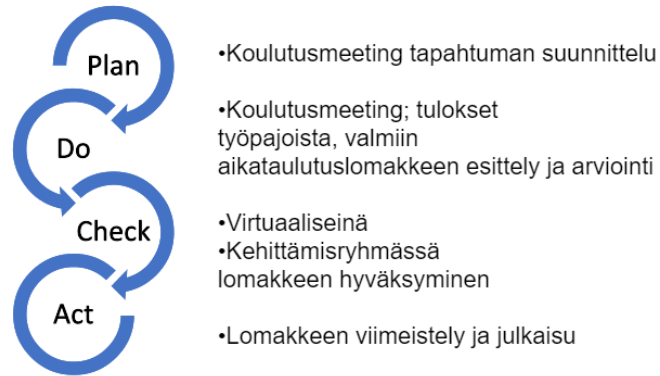 Plan
•Koulutusmeeting tapahtuman suunnittelu
Do
•Koulutusmeeting; tulokset
työpajoista, valmiin
aikataulutuslomakkeen esittely ja arviointi
Check
•Virtuaaliseinä
•Kehittämisryhmässä
lomakkeen hyväksyminen
Act
•Lomakkeen viimeistely ja julkaisu